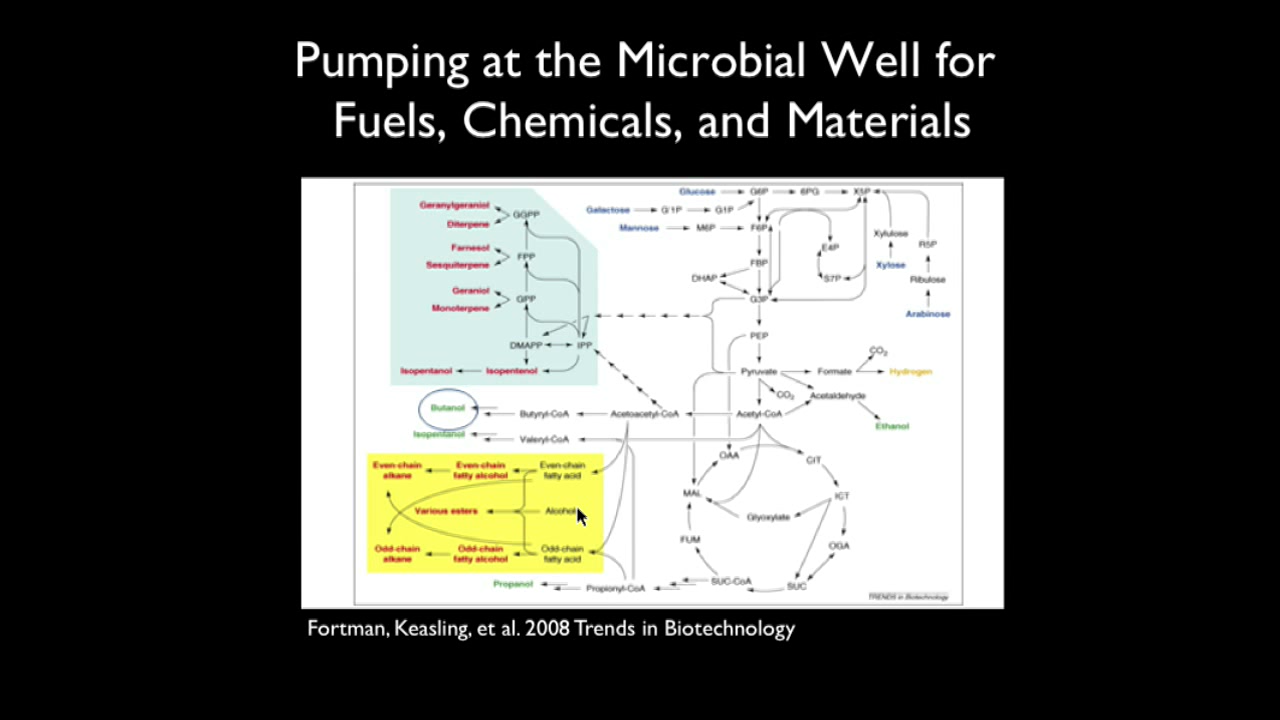 Pumping at the Microbial Well for
Fuels, Chemicals, and Materials
Glucose
G6P
6PG
X5P
Galactose
G'1P
G1P
Mannose
M6P
F6P
Xylulose
R5P
E4P
Xylose
FBP
DHAP
S7P
Ribulose
G3P
Arabinose
Geranylgeraniol
GGPP
Diterpene
Farnesol
FPP
Sesquiterpene
Geraniol
GPP
Monoterpene
DMAPP
IPP
Isopentanol
Isopentenol
PEP
CO2
Pyruvate
Formate
Hydrogen
CO2
Acetaldehyde
Butanol
Butyryl-CoA
Acetoacetyl-CoA
Acetyl-CoA
Ethanol
Isopentanol
Valeryl-CoA
Even-chain
alkane
Even-chain
fatty alcohol
Even-chain
fatty acid
Various esters
Alcohol
Odd-chain
alkane
Odd-chain
fatty alcohol
Odd-chain
fatty acid
Propanol
Propionyl-CoA
OAA
CIT
MAL
ICT
Glyoxylate
FUM
OGA
SUC-CoA
SUC
TRENDS in Biotechnology
Fortman, Keasling, et al. 2008 Trends in Biotechnology